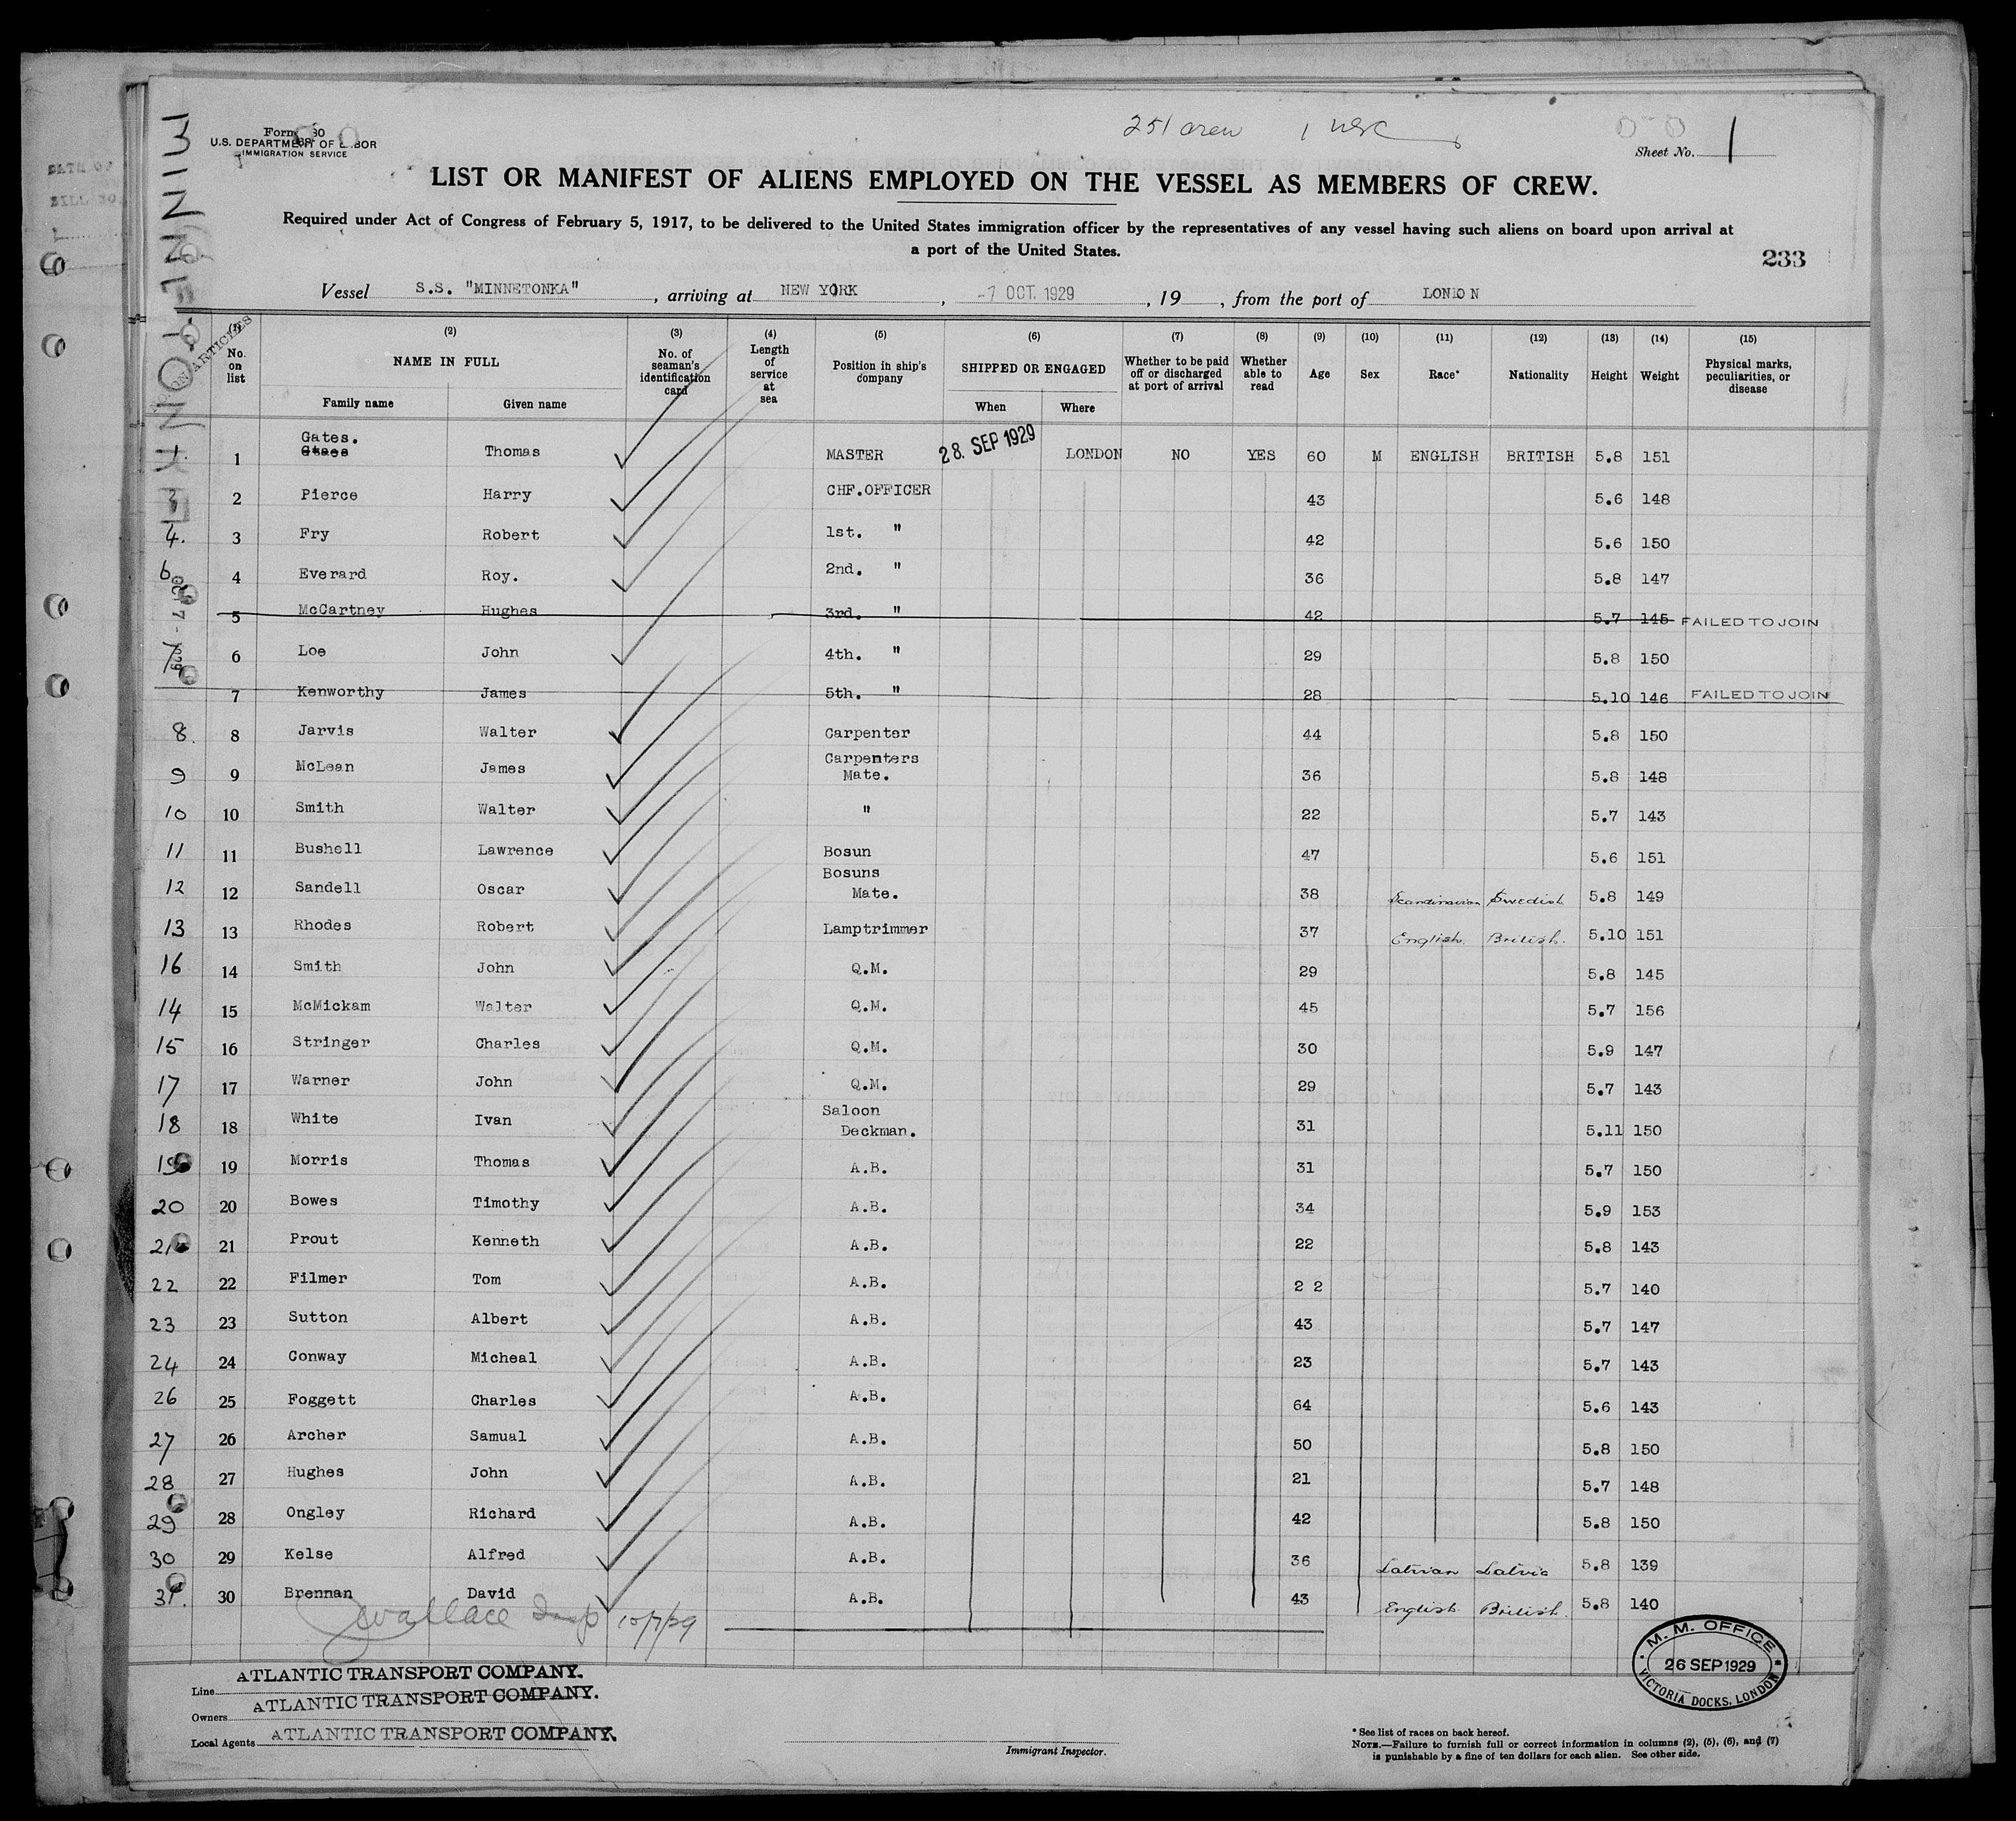 251 crew
Form 680
U.S. DEPARTMENT OF LABOR
IMMIGRATION SERVICE
Sheet No. 1
LIST OR MANIFEST OF ALIENS EMPLOYED ON THE VESSEL AS MEMBERS OF CREW.
Required under Act of Congress of February 5, 1917, to be delivered to the United States immigration officer by the representatives of any vessel having such aliens on board upon arrival at
a port of the United States.
233
Vessel S.S. "MINNETONKA" , arriving at NEW YORK , -7 OCT. 1929 , 19 , from the port of LONION
MINNETONKA
(2) (3) (4) (5) (6) (7) (8) (9) (10) (11) (12) (13) (14) (15)
No. on list NAME IN FULL No. of seaman's identification card Length of service at sea Position in ship's company SHIPPED OR ENGAGED Whether to be paid off or discharged at port of arrival Whether able to read Age Sex Race* Nationality Height Weight Physical marks, peculiarities, or disease
Family name Given name When Where
Gates.
1 Thomas MASTER 28. SEP 1929 LONDON NO YES 60 M ENGLISH BRITISH 5.8 151
2 Pierce Harry CHF.OFFICER 43 5.6 148
4. 3 Fry Robert 1st. " 42 5.6 150
6 4 Everard Roy. 2nd. " 36 5.8 147
5 McCartney Hughes 3rd. " 42 5.7 145 FAILED TO JOIN
7 6 Loe John 4th. " 29 5.8 150
7 Kenworthy James 5th. " 28 5.10 146 FAILED TO JOIN
8. 8 Jarvis Walter Carpenter 44 5.8 150
9 9 McLean James Carpenters Mate. 36 5.8 148
10 10 Smith Walter " 22 5.7 143
11 11 Bushell Lawrence Bosun 47 5.6 151
12 12 Sandell Oscar Bosuns Mate. 38 Scandinavian Swedish 5.8 149
13 13 Rhodes Robert Lamptrimmer 37 English British. 5.10 151
16 14 Smith John Q.M. 29 5.8 145
14 15 McMickam Walter Q.M. 45 5.7 156
15 16 Stringer Charles Q.M. 30 5.9 147
17 17 Warner John Q.M. 29 5.7 143
18 18 White Ivan Saloon Deckman. 31 5.11 150
19 19 Morris Thomas A.B. 31 5.7 150
20 20 Bowes Timothy A.B. 34 5.9 153
21 21 Prout Kenneth A.B. 22 5.8 143
22 22 Filmer Tom A.B. 2 2 5.7 140
23 23 Sutton Albert A.B. 43 5.7 147
24 24 Conway Micheal A.B. 23 5.7 143
26 25 Foggett Charles A.B. 64 5.6 143
27 26 Archer Samual A.B. 50 5.8 150
28 27 Hughes John A.B. 21 5.7 148
29 28 Ongley Richard A.B. 42 5.8 150
30 29 Kelse Alfred A.B. 36 Latvian Latvia 5.8 139
31. 30 Brennan David A.B. 43 English British. 5.8 140
Wallace Insp 10/7/29
M. M. OFFICE
26 SEP 1929
VICTORIA DOCKS, LONDON
Line ATLANTIC TRANSPORT COMPANY.
Owners ATLANTIC TRANSPORT COMPANY.
Local Agents ATLANTIC TRANSPORT COMPANY.
Immigrant Inspector.
* See list of races on back hereof.
NOTE.—Failure to furnish full or correct information in columns (2), (5), (6), and (7)
is punishable by a fine of ten dollars for each alien. See other side.